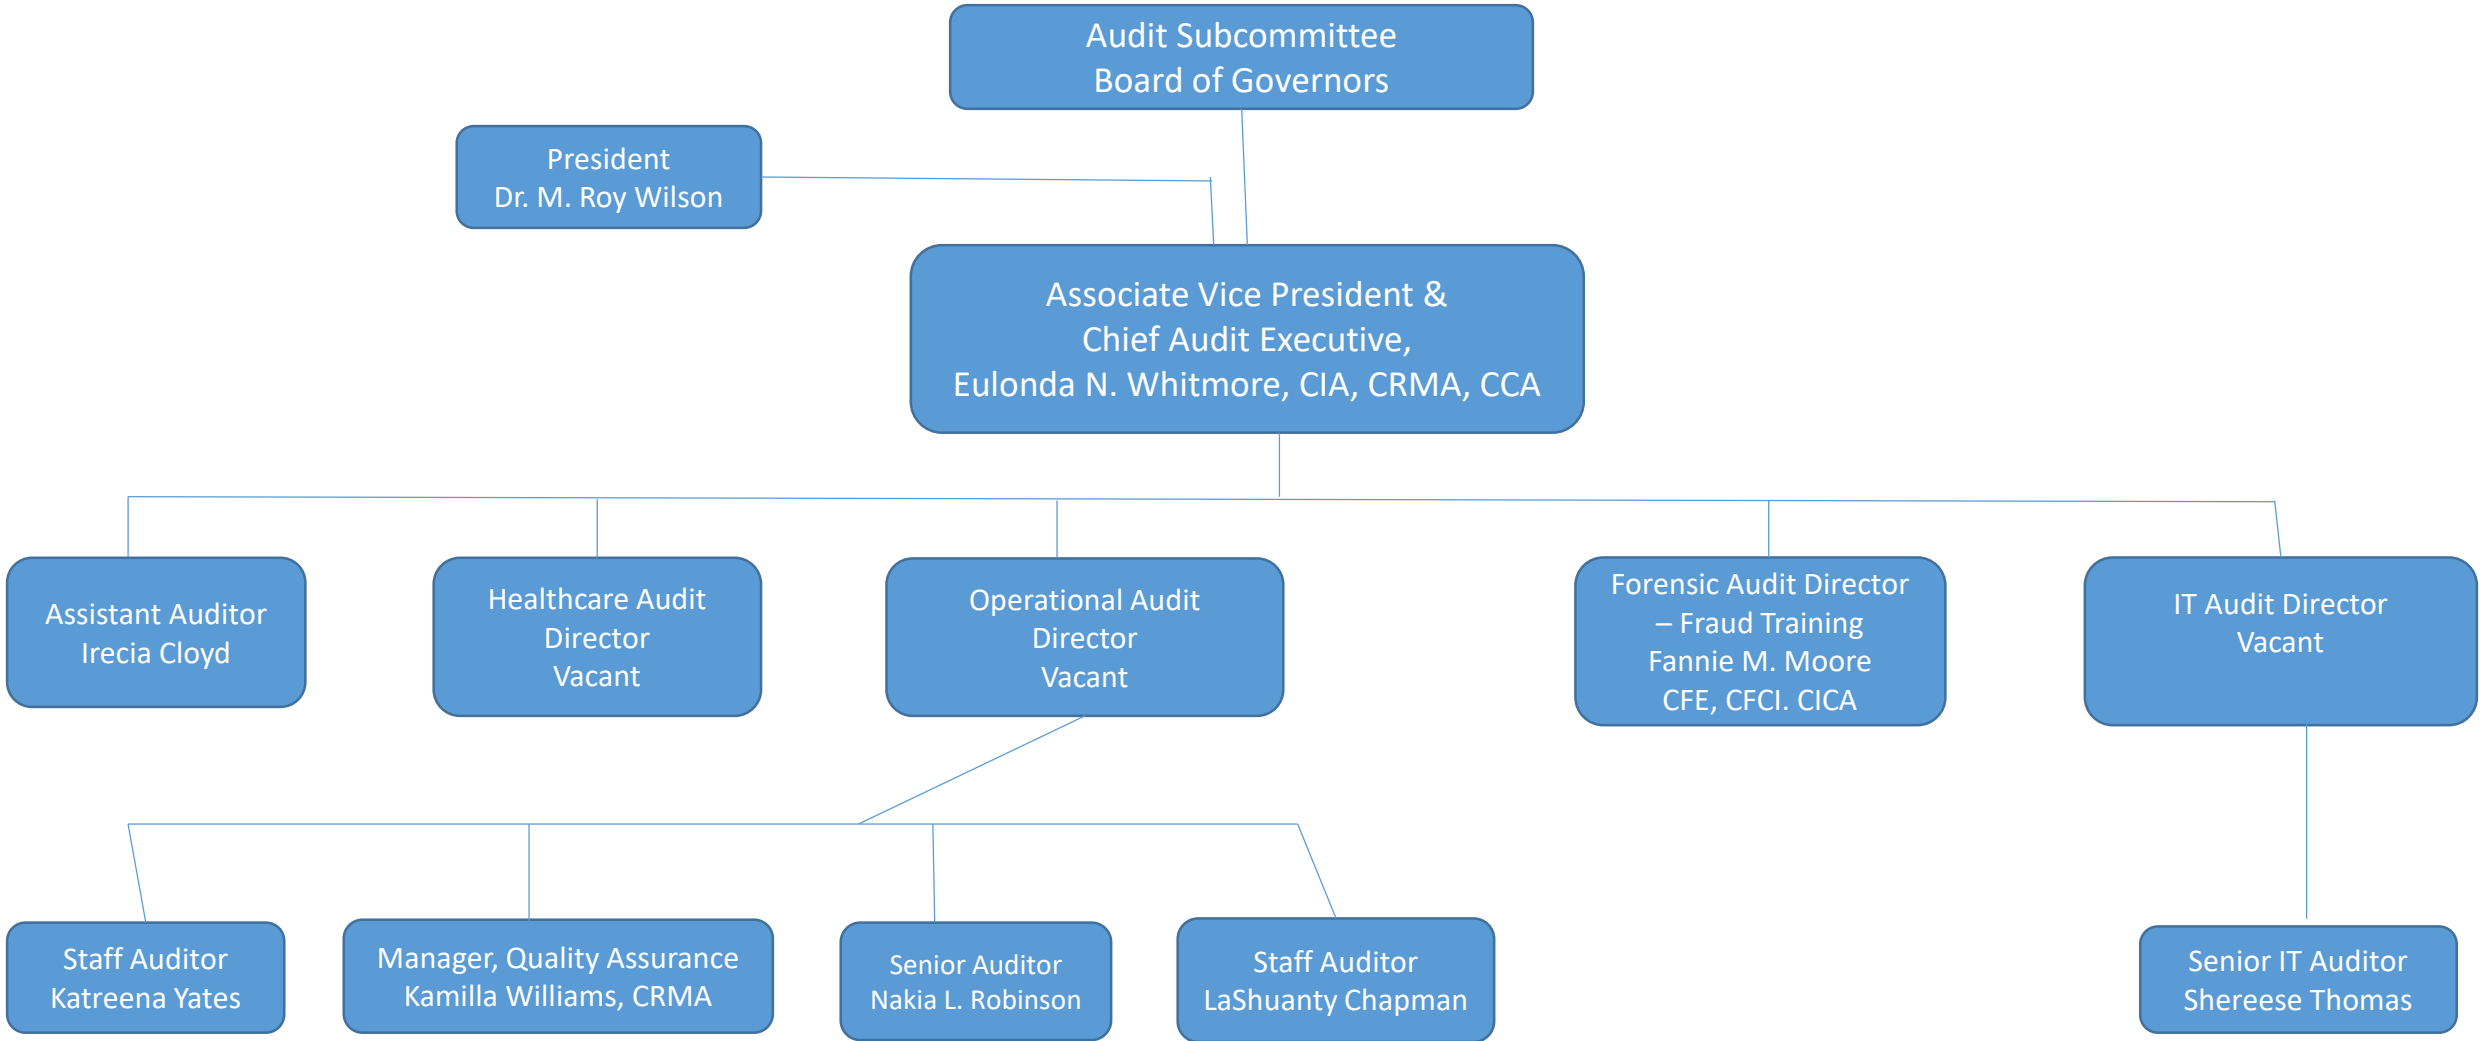 Audit Subcommittee
Board of Governors
President
Dr. M. Roy Wilson
Associate Vice President &
Chief Audit Executive,
Eulonda N. Whitmore, CIA, CRMA, CCA
Assistant Auditor
Irecia Cloyd
Healthcare Audit
Director
Vacant
Operational Audit
Director
Vacant
Forensic Audit Director
– Fraud Training
Fannie M. Moore
CFE, CFCI. CICA
IT Audit Director
Vacant
Staff Auditor
Katreena Yates
Manager, Quality Assurance
Kamilla Williams, CRMA
Senior Auditor
Nakia L. Robinson
Staff Auditor
LaShuanty Chapman
Senior IT Auditor
Shereese Thomas